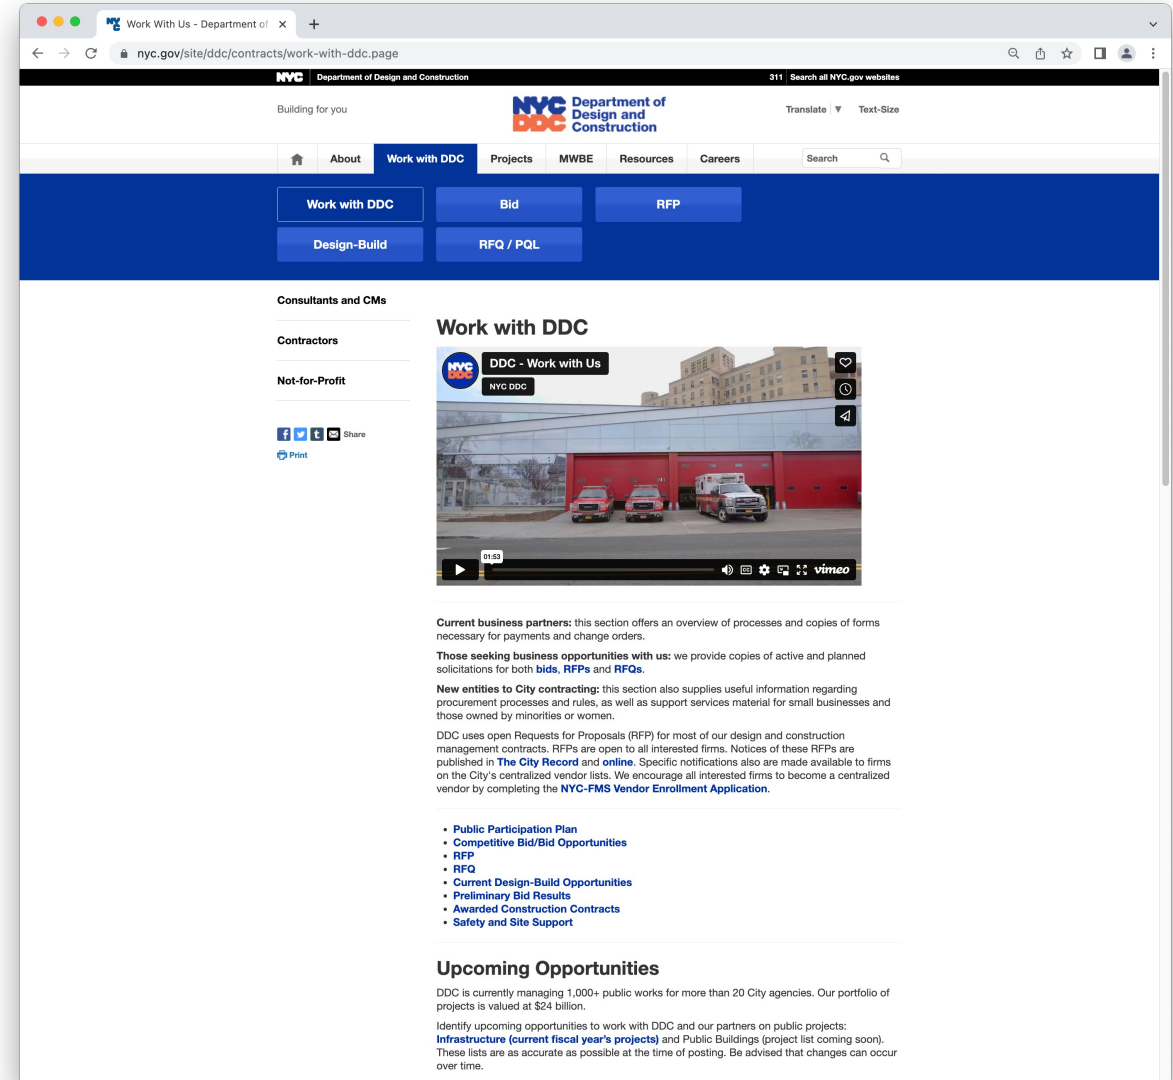 Work With Us - Department of
nyc.gov/site/ddc/contracts/work-with-ddc.page
NYC Department of Design and Construction 311 Search all NYC.gov websites
Building for you
NYC DDC Department of
Design and
Construction
Translate ▼ Text-Size
About Work with DDC Projects MWBE Resources Careers Search
Work with DDC Bid RFP
Design-Build RFQ / PQL
Consultants and CMs
Contractors
Not-for-Profit
Share
Print
Work with DDC
NYC DDC
DDC - Work with Us
NYC DDC
01:53
CC vimeo
Current business partners: this section offers an overview of processes and copies of forms
necessary for payments and change orders.
Those seeking business opportunities with us: we provide copies of active and planned
solicitations for both bids, RFPs and RFQs.
New entities to City contracting: this section also supplies useful information regarding
procurement processes and rules, as well as support services material for small businesses and
those owned by minorities or women.
DDC uses open Requests for Proposals (RFP) for most of our design and construction
management contracts. RFPs are open to all interested firms. Notices of these RFPs are
published in The City Record and online. Specific notifications also are made available to firms
on the City's centralized vendor lists. We encourage all interested firms to become a centralized
vendor by completing the NYC-FMS Vendor Enrollment Application.
• Public Participation Plan
• Competitive Bid/Bid Opportunities
• RFP
• RFQ
• Current Design-Build Opportunities
• Preliminary Bid Results
• Awarded Construction Contracts
• Safety and Site Support
Upcoming Opportunities
DDC is currently managing 1,000+ public works for more than 20 City agencies. Our portfolio of
projects is valued at $24 billion.
Identify upcoming opportunities to work with DDC and our partners on public projects:
Infrastructure (current fiscal year's projects) and Public Buildings (project list coming soon).
These lists are as accurate as possible at the time of posting. Be advised that changes can occur
over time.